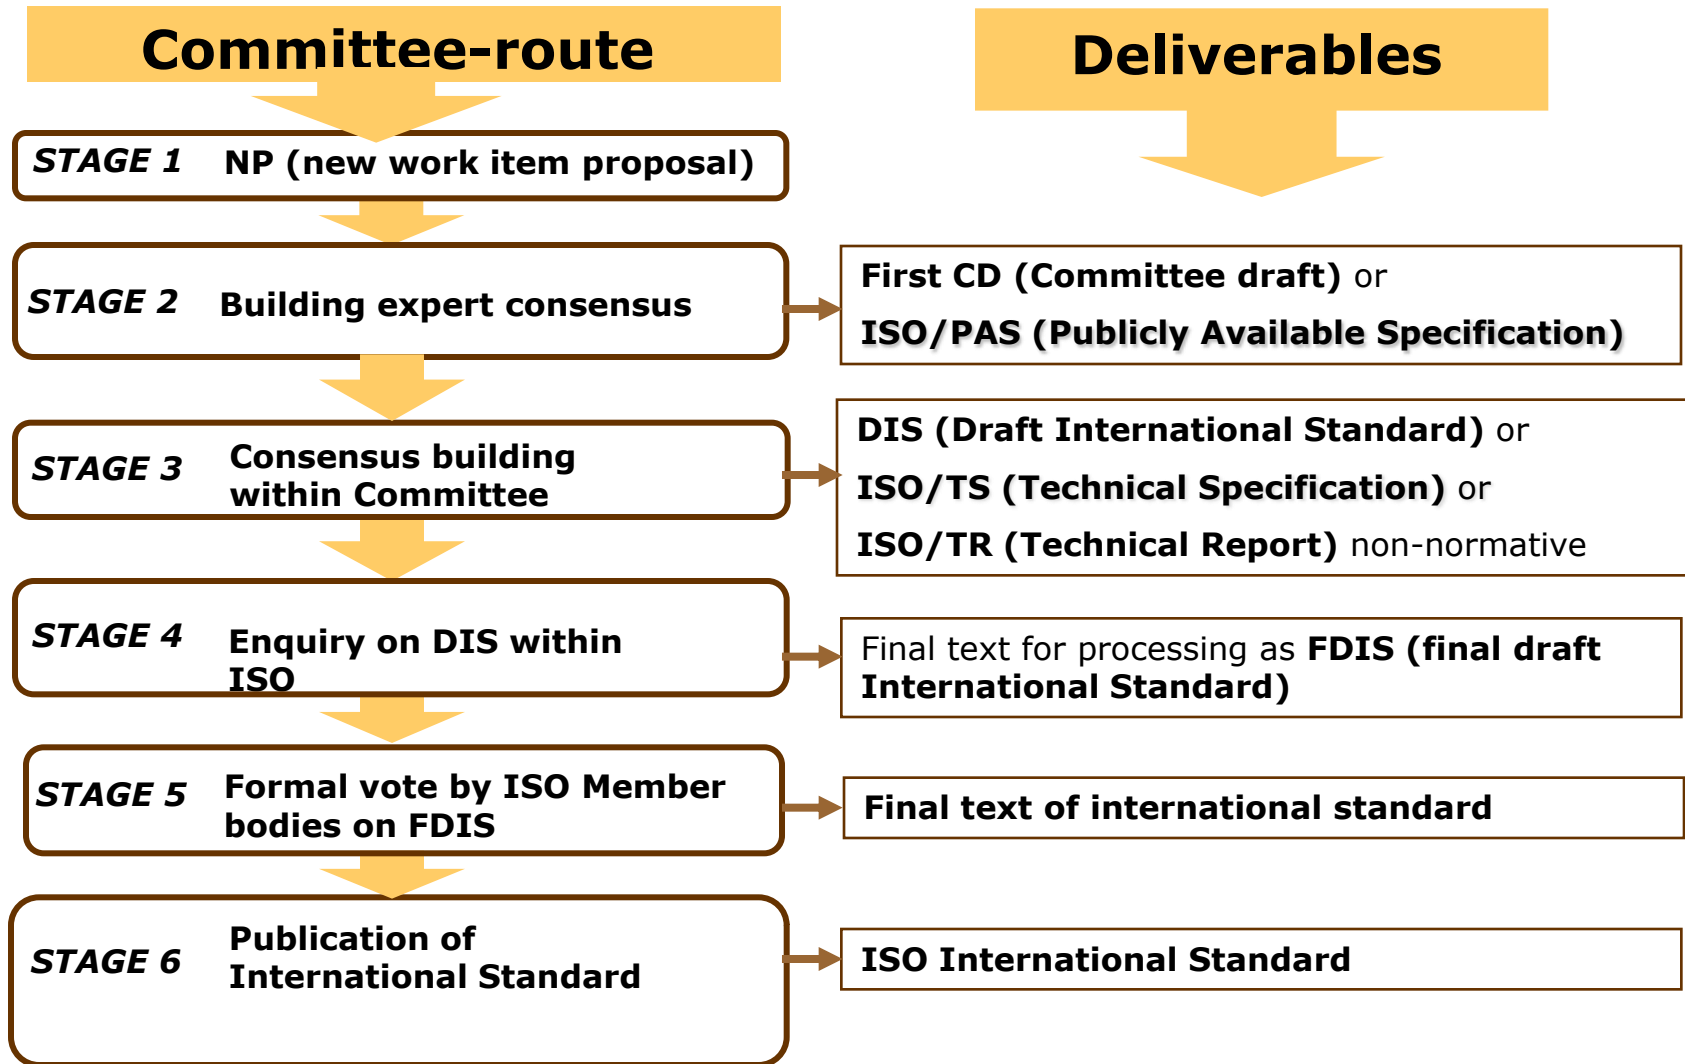 Committee-route
Deliverables
STAGE 1 NP (new work item proposal)
STAGE 2 Building expert consensus
First CD (Committee draft) or
ISO/PAS (Publicly Available Specification)
STAGE 3 Consensus building
within Committee
DIS (Draft International Standard) or
ISO/TS (Technical Specification) or
ISO/TR (Technical Report) non-normative
STAGE 4 Enquiry on DIS within
ISO
Final text for processing as FDIS (final draft
International Standard)
STAGE 5 Formal vote by ISO Member
bodies on FDIS
Final text of international standard
STAGE 6 Publication of
International Standard
ISO International Standard